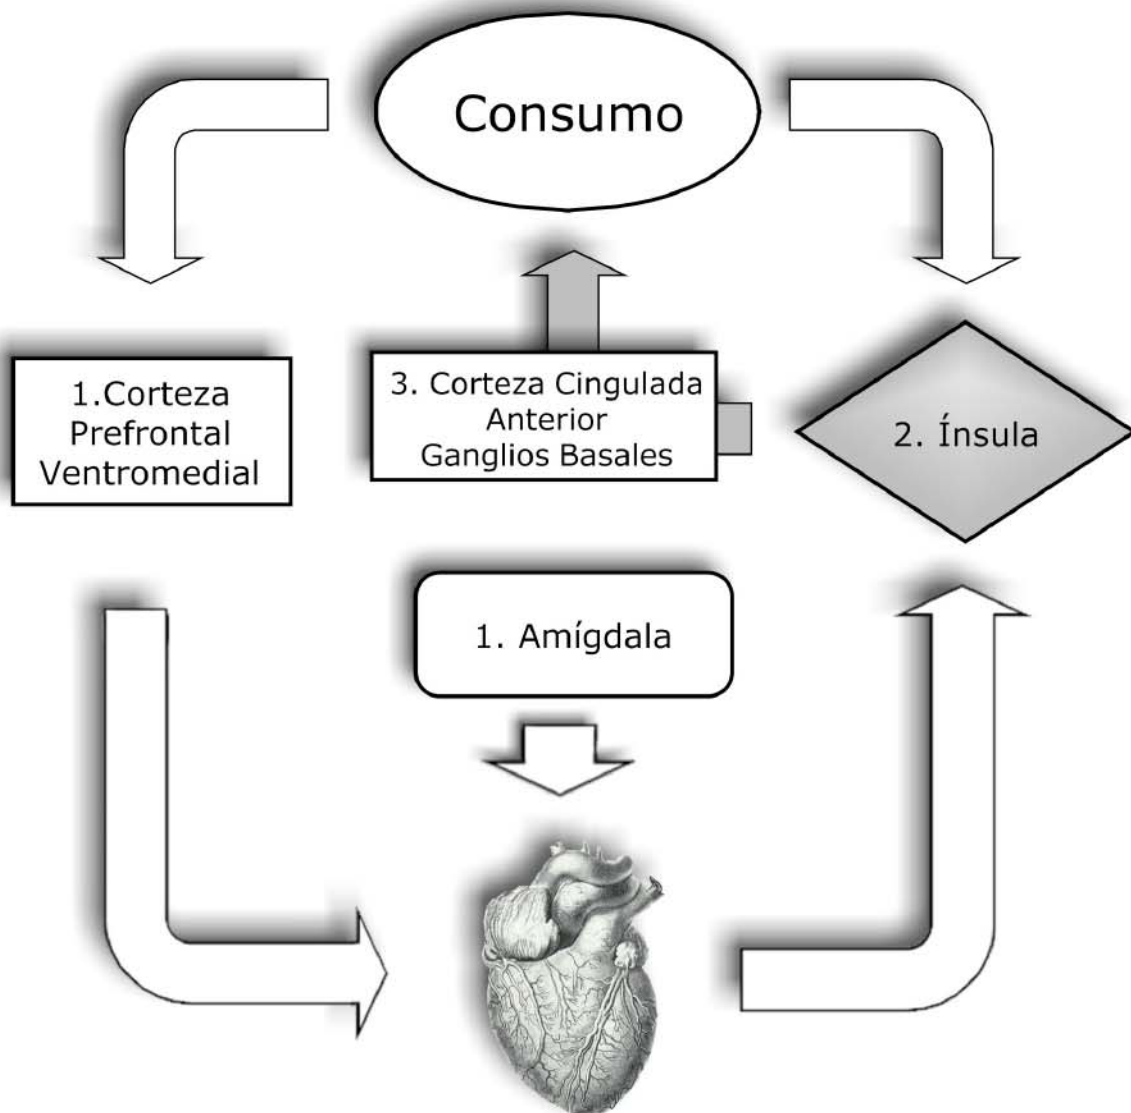 Consumo
1.Corteza
Prefrontal
Ventromedial
3. Corteza Cingulada
Anterior
Ganglios Basales
2. Ínsula
1. Amígdala